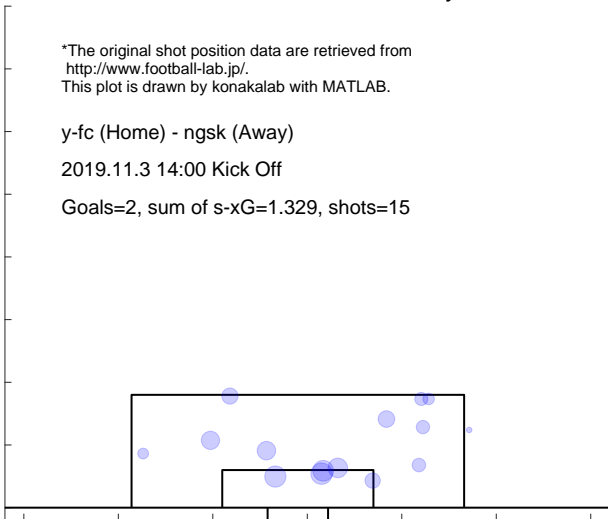 *The original shot position data are retrieved from
http://www.football-lab.jp/.
This plot is drawn by konakalab with MATLAB.
y-fc (Home) - ngsk (Away)
2019.11.3 14:00 Kick Off
Goals=2, sum of s-xG=1.329, shots=15